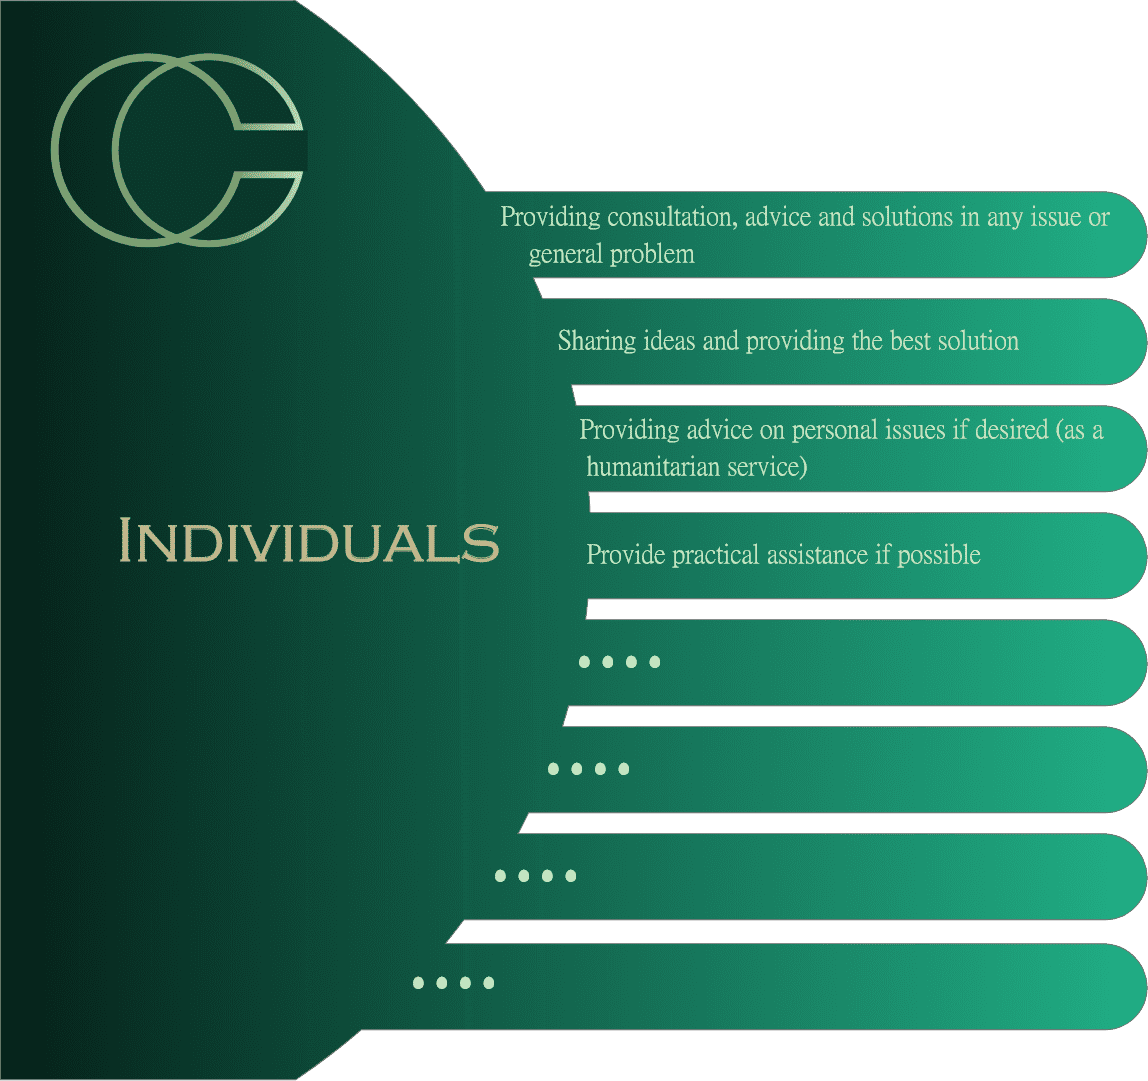 Providing consultation, advice and solutions in any issue or
general problem
Sharing ideas and providing the best solution
Providing advice on personal issues if desired (as a
humanitarian service)
INDIVIDUALS
Provide practical assistance if possible
• • • •
• • • •
• • • •
• • • •